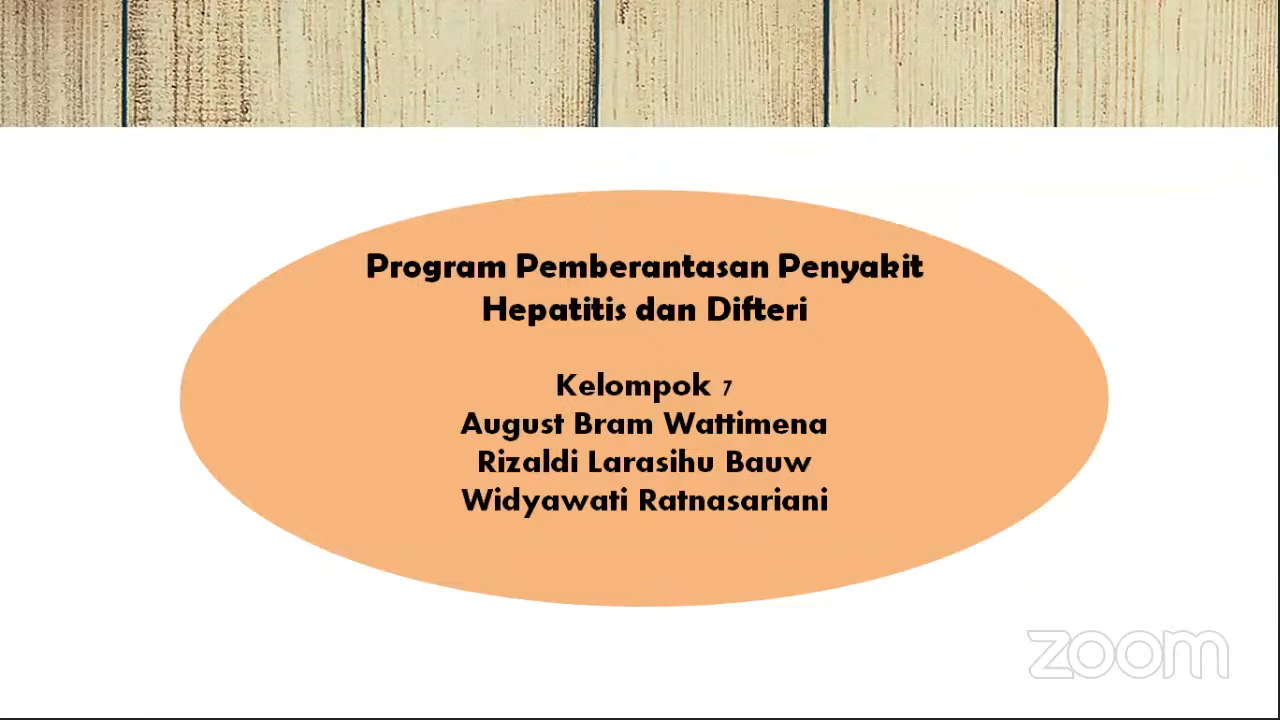 Program Pemberantasan Penyakit
Hepatitis dan Difteri
Kelompok 7
August Bram Wattimena
Rizaldi Larasihu Bauw
Widyawati Ratnasariani
zoom